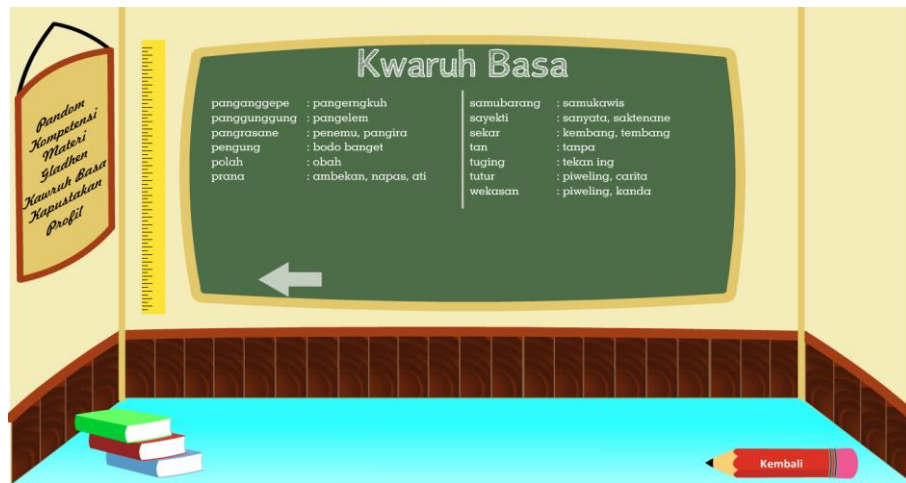 Pandom
Kompetensi
Materi
Gladhen
Kawruh Basa
Kapustakan
Profil
Kwaruh Basa
panganggepe : pangerngkuh
panggunggung : pangelem
pangrasane : penemu, pangira
pengung : bodo banget
polah : obah
prana : ambekan, napas, ati
samubarang : samukawis
sayekti : sanyata, saktenane
sekar : kembang, tembang
tan : tanpa
tuging : tekan ing
tutur : piweling, carita
wekasan : piweling, kanda
Kembali